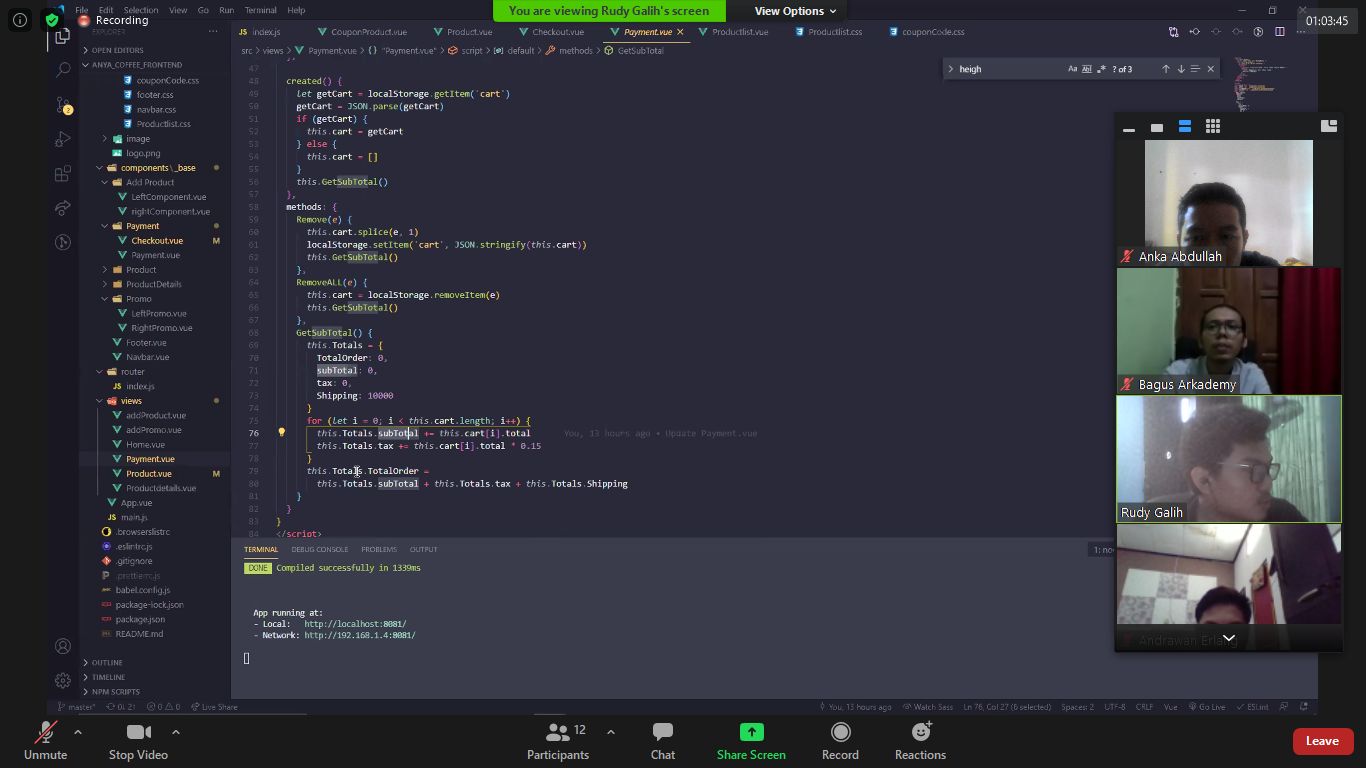 File Edit Selection View Go Run Terminal Help
Recording
You are viewing Rudy Galih's screen
View Options
01:03:45
EXPLORER
OPEN EDITORS
ANYA_COFFEE_FRONTEND
couponCode.css
footer.css
navbar.css
Productlist.css
image
logo.png
components \ _base
Add Product
LeftComponent.vue
rightComponent.vue
Payment
Checkout.vue M
Payment.vue
Product
ProductDetails
Promo
LeftPromo.vue
RightPromo.vue
Footer.vue
Navbar.vue
router
index.js
views
addProduct.vue
addPromo.vue
Home.vue
Payment.vue
Product.vue M
Productdetails.vue
App.vue
main.js
.browserslistrc
.eslintrc.js
.gitignore
.prettierrc.js
babel.config.js
package-lock.json
package.json
README.md
OUTLINE
TIMELINE
NPM SCRIPTS
index.js CouponProduct.vue Product.vue Checkout.vue Payment.vue Productlist.vue Productlist.css couponCode.css
src > views > Payment.vue > {} "Payment.vue" > script > default > methods > GetSubTotal
heigh Aa Abl ? of 3
47
48 created() {
49 let getCart = localStorage.getItem('cart')
50 getCart = JSON.parse(getCart)
51 if (getCart) {
52 this.cart = getCart
53 } else {
54 this.cart = []
55 }
56 this.GetSubTotal()
57 },
58 methods: {
59 Remove(e) {
60 this.cart.splice(e, 1)
61 localStorage.setItem('cart', JSON.stringify(this.cart))
62 this.GetSubTotal()
63 },
64 RemoveALL(e) {
65 this.cart = localStorage.removeItem(e)
66 this.GetSubTotal()
67 },
68 GetSubTotal() {
69 this.Totals = {
70 TotalOrder: 0,
71 subTotal: 0,
72 tax: 0,
73 Shipping: 10000
74 }
75 for (let i = 0; i < this.cart.length; i++) {
76 this.Totals.subTotal += this.cart[i].total You, 13 hours ago • Update Payment.vue
77 this.Totals.tax += this.cart[i].total * 0.15
78 }
79 this.Totals.TotalOrder =
80 this.Totals.subTotal + this.Totals.tax + this.Totals.Shipping
81 }
82 }
83 }
84 </script>
TERMINAL DEBUG CONSOLE PROBLEMS OUTPUT
DONE Compiled successfully in 1339ms
App running at:
- Local: http://localhost:8081/
- Network: http://192.168.1.4:8081/
Anka Abdullah
Bagus Arkademy
Rudy Galih
Andrawan Erlang
master* 0↓ 2↑ 0 0 Live Share You, 13 hours ago Watch Sass Ln 76, Col 27 (6 selected) Spaces: 2 UTF-8 CRLF Vue Go Live ESLint
Unmute Stop Video Participants 12 Chat Share Screen Record Reactions Leave